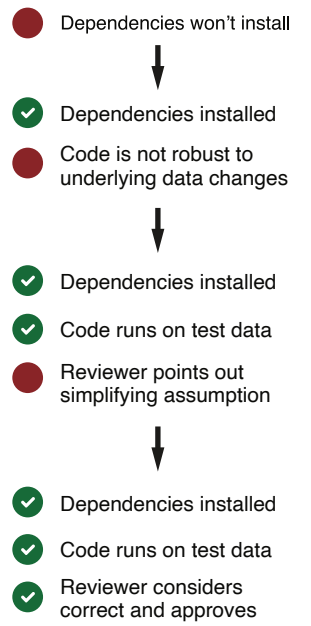 Dependencies won't install
Dependencies installed
Code is not robust to
underlying data changes
Dependencies installed
Code runs on test data
Reviewer points out
simplifying assumption
Dependencies installed
Code runs on test data
Reviewer considers
correct and approves